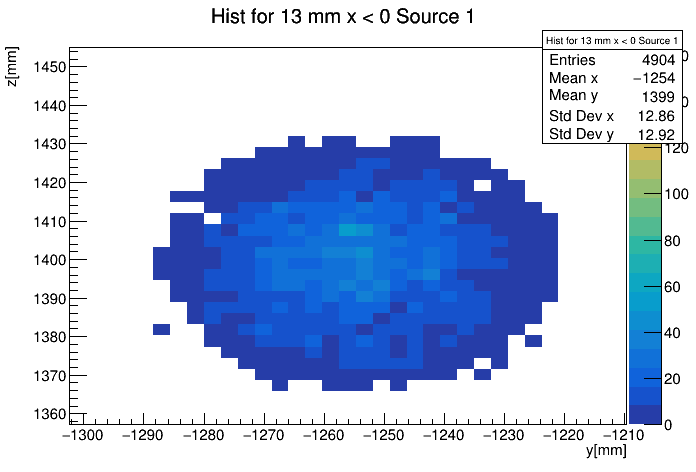 Hist for 13 mm x < 0 Source 1
Hist for 13 mm x < 0 Source 1
Entries 4904
Mean x −1254
Mean y 1399
Std Dev x 12.86
Std Dev y 12.92
z[mm]
1450
1440
1430
1420
1410
1400
1390
1380
1370
1360
120
100
80
60
40
20
0
−1300 −1290 −1280 −1270 −1260 −1250 −1240 −1230 −1220 −1210
y[mm]